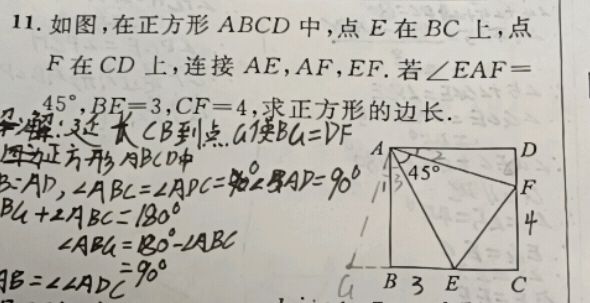 11. 如图,在正方形 ABCD 中,点 E 在 BC 上,点
F 在 CD 上,连接 AE,AF,EF. 若∠EAF=
45°,BE=3,CF=4,求正方形的边长.
解:延长CB到点G使BG=DF
因为正方形ABCD中
B=AD,∠ABC=∠ADC=90°∠BAD=90°
BG+∠ABC=180°
∠ABG=180°-∠ABC
=90°
AB=∠∠ADC
A D
1 2
45°
1 3
F
4
G B 3 E C